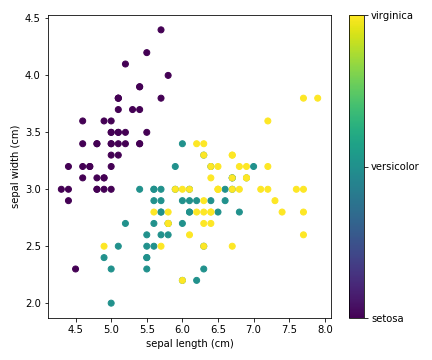 4.5
4.0
3.5
3.0
2.5
2.0
sepal width (cm)
4.5 5.0 5.5 6.0 6.5 7.0 7.5 8.0
sepal length (cm)
virginica
versicolor
setosa